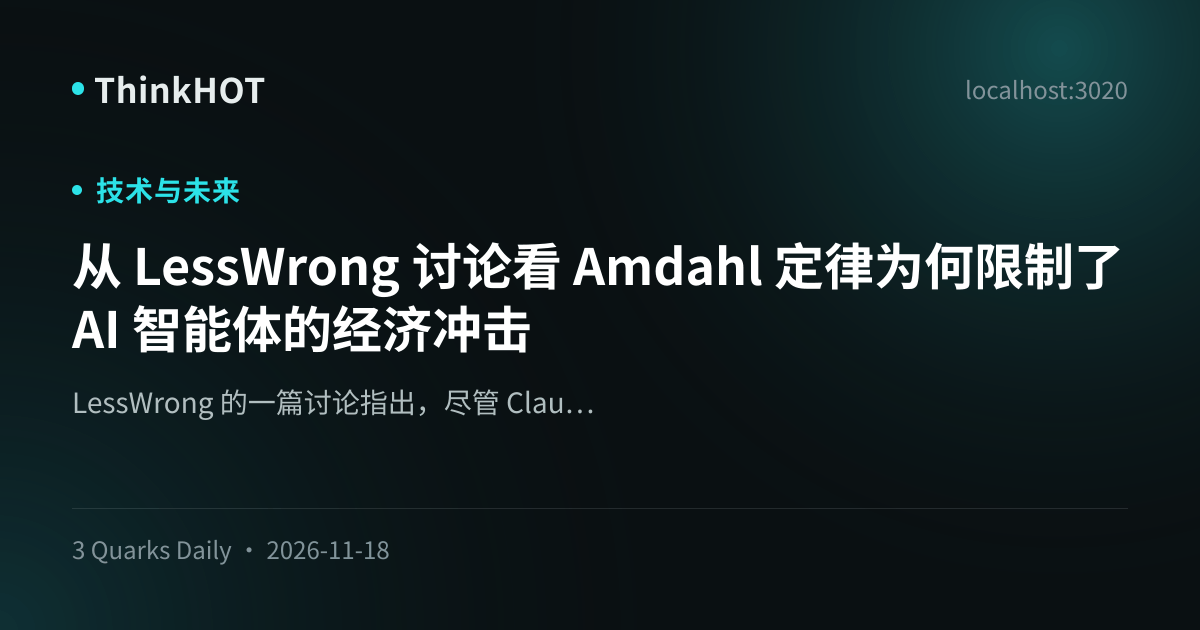 ThinkHOT
localhost:3020
技术与未来
从 LessWrong 讨论看 Amdahl 定律为何限制了
AI 智能体的经济冲击
LessWrong 的一篇讨论指出，尽管 Clau…
3 Quarks Daily · 2026-11-18